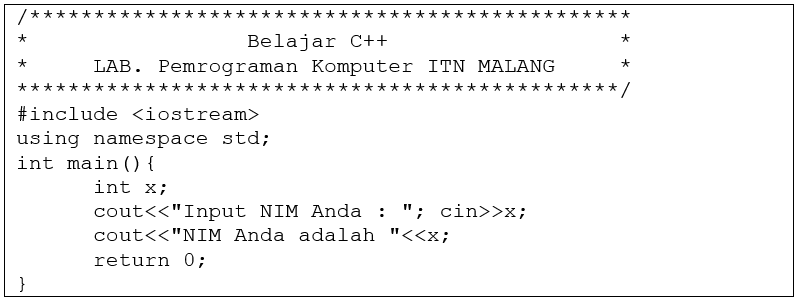 /***********************************************
*                 Belajar C++                  *
*     LAB. Pemrograman Komputer ITN MALANG     *
***********************************************/
#include <iostream>
using namespace std;
int main(){
      int x;
      cout<<"Input NIM Anda : "; cin>>x;
      cout<<"NIM Anda adalah "<<x;
      return 0;
}